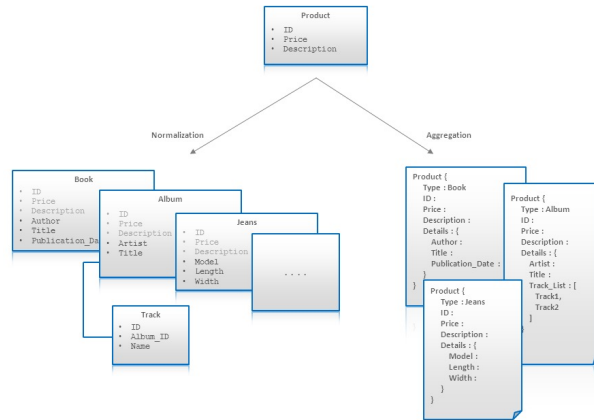 Product
• ID
• Price
• Description
Normalization
Aggregation
Book
• ID
• Price
• Description
• Author
• Title
• Publication_Da
Album
• ID
• Price
• Description
• Artist
• Title
Jeans
• ID
• Price
• Description
• Model
• Length
• Width
. . . .
Track
• ID
• Album_ID
• Name
Product {
Type : Book
ID :
Price :
Description :
Details : {
Author :
Title :
Publication_Date :
}
}
Product {
Type : Album
ID :
Price :
Description :
Details : {
Artist :
Title :
Track_List : [
Track1,
Track2
]
}
Product {
Type : Jeans
ID :
Price :
Description :
Details : {
Model :
Length :
Width :
}
}